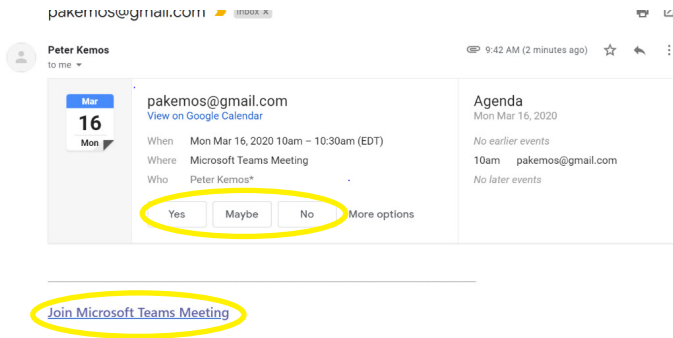 pakemos@gmail.com Inbox x
Peter Kemos
to me
9:42 AM (2 minutes ago)
Mar
16
Mon
pakemos@gmail.com
View on Google Calendar
When Mon Mar 16, 2020 10am – 10:30am (EDT)
Where Microsoft Teams Meeting
Who Peter Kemos*
Yes Maybe No More options
Agenda
Mon Mar 16, 2020
No earlier events
10am pakemos@gmail.com
No later events
Join Microsoft Teams Meeting